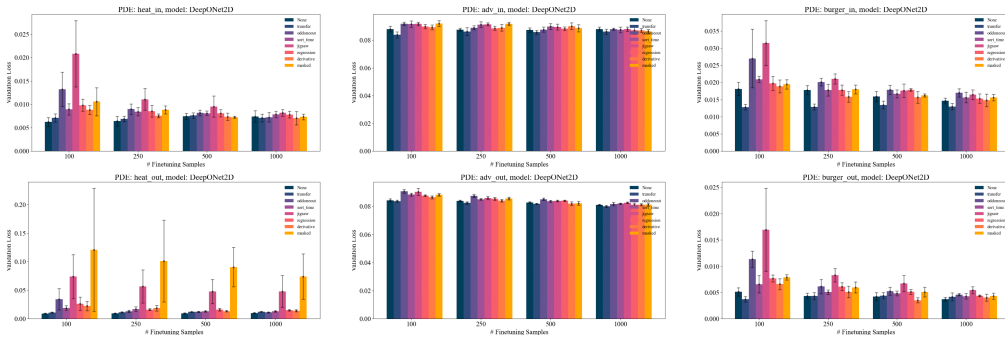 PDE: heat_in, model: DeepONet2D
Validation Loss
0.025
0.020
0.015
0.010
0.005
0.000
100
250
500
1000
# Finetuning Samples
None
transfer
oddoneout
sort_time
jigsaw
regression
derivative
masked
PDE: adv_in, model: DeepONet2D
Validation Loss
0.08
0.06
0.04
0.02
0.00
100
250
500
1000
# Finetuning Samples
None
transfer
oddoneout
sort_time
jigsaw
regression
derivative
masked
PDE: burger_in, model: DeepONet2D
Validation Loss
0.035
0.030
0.025
0.020
0.015
0.010
0.005
0.000
100
250
500
1000
# Finetuning Samples
None
transfer
oddoneout
sort_time
jigsaw
regression
derivative
masked
PDE: heat_out, model: DeepONet2D
Validation Loss
0.20
0.15
0.10
0.05
0.00
100
250
500
1000
# Finetuning Samples
None
transfer
oddoneout
sort_time
jigsaw
regression
derivative
masked
PDE: adv_out, model: DeepONet2D
Validation Loss
0.08
0.06
0.04
0.02
0.00
100
250
500
1000
# Finetuning Samples
None
transfer
oddoneout
sort_time
jigsaw
regression
derivative
masked
PDE: burger_out, model: DeepONet2D
Validation Loss
0.025
0.020
0.015
0.010
0.005
0.000
100
250
500
1000
# Finetuning Samples
None
transfer
oddoneout
sort_time
jigsaw
regression
derivative
masked